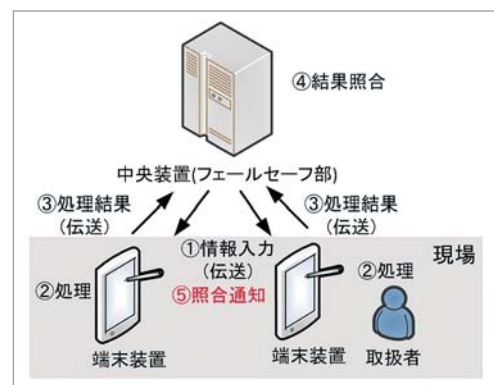 ④結果照合
中央装置(フェールセーフ部)
③処理結果
(伝送)
③処理結果
(伝送)
①情報入力
(伝送)
⑤照合通知
現場
②処理
②処理
端末装置
端末装置
取扱者